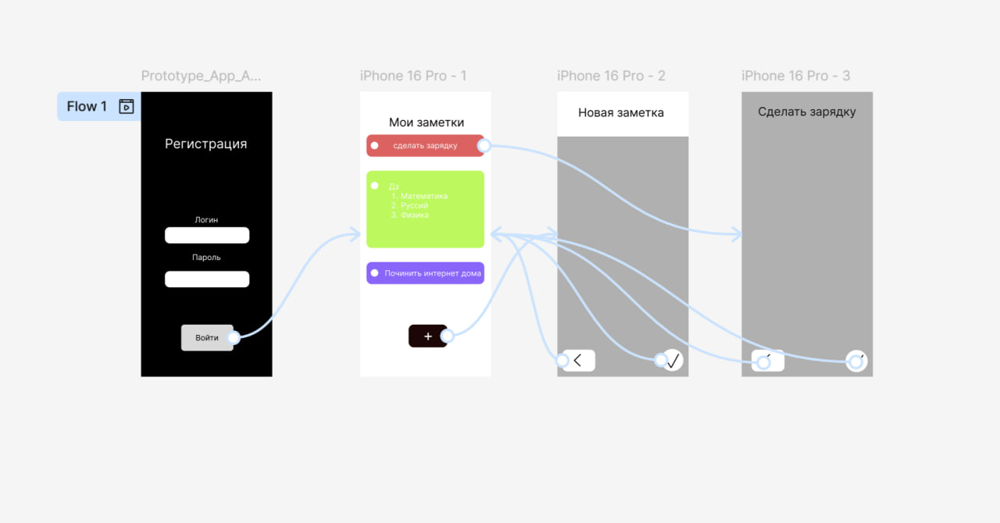 Prototype_App_A...
iPhone 16 Pro - 1
iPhone 16 Pro - 2
iPhone 16 Pro - 3
Flow 1
Регистрация
Логин
Пароль
Войти
Мои заметки
сделать зарядку
Дз
1. Математика
2. Руссий
3. Физика
Починить интернет дома
+
Новая заметка
Сделать зарядку